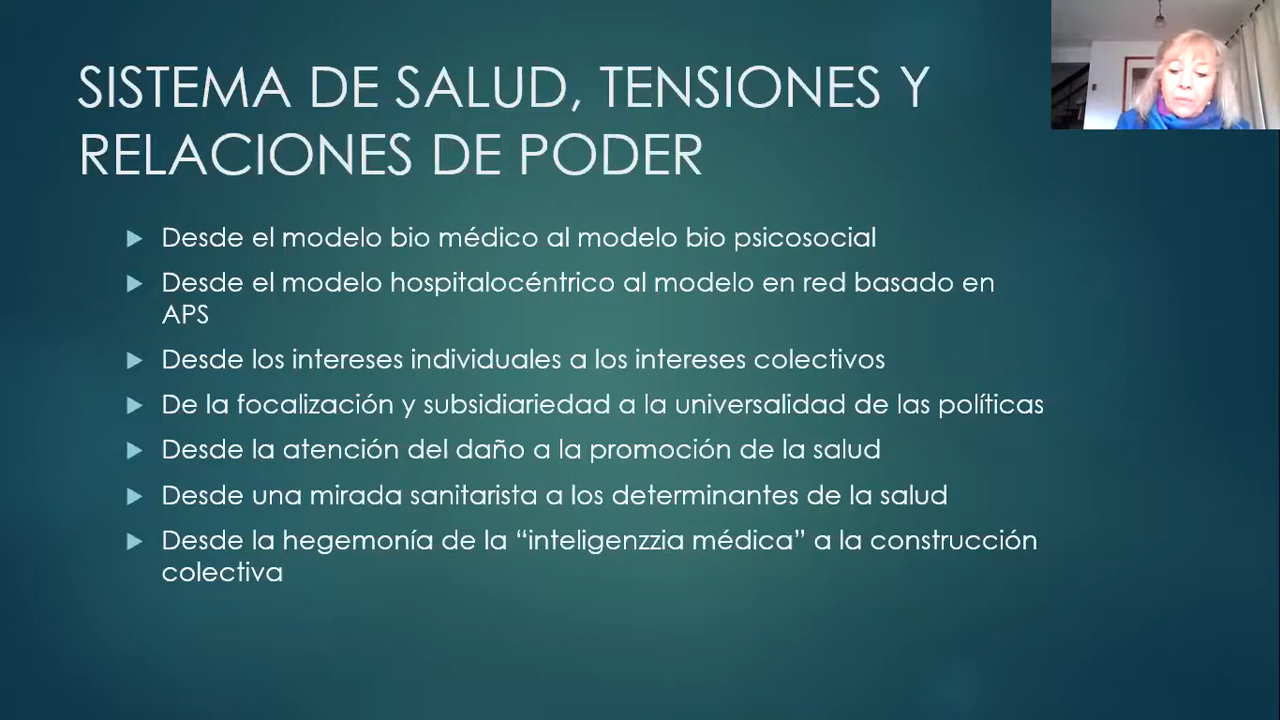 SISTEMA DE SALUD, TENSIONES Y
RELACIONES DE PODER
Desde el modelo bio médico al modelo bio psicosocial
Desde el modelo hospitalocéntrico al modelo en red basado en
APS
Desde los intereses individuales a los intereses colectivos
De la focalización y subsidiariedad a la universalidad de las políticas
Desde la atención del daño a la promoción de la salud
Desde una mirada sanitarista a los determinantes de la salud
Desde la hegemonía de la “inteligenzzia médica” a la construcción
colectiva